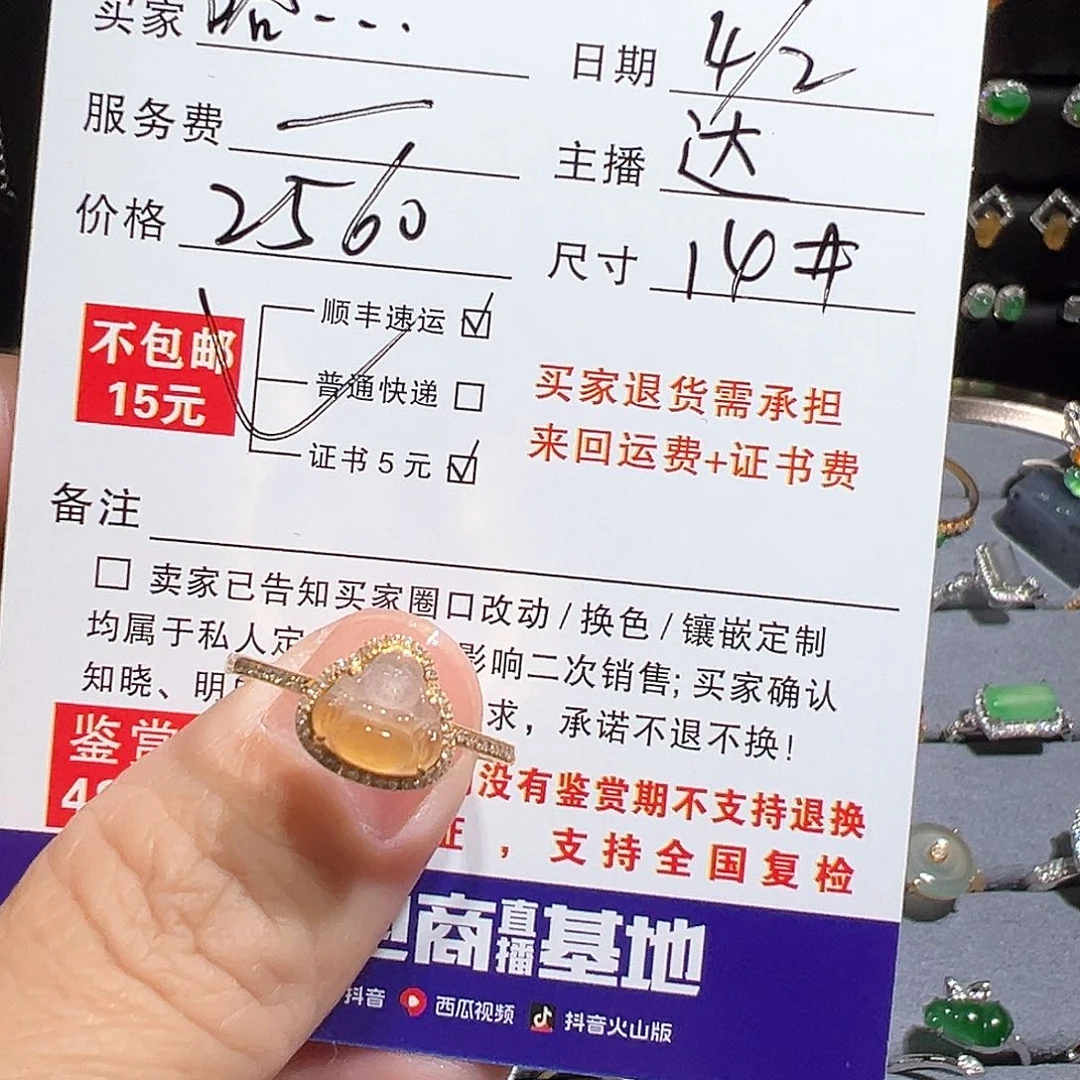 买家
日期 4/2
服务费 —
主播 达
价格 2560
尺寸 14#
不包邮
15元
顺丰速运 ☑
普通快递 □
证书5元 ☑
买家退货需承担
来回运费+证书费
备注
□ 卖家已告知买家圈口改动/换色/镶嵌定制
均属于私人定 影响二次销售;买家确认
知晓、明 求，承诺不退不换!
鉴赏
没有鉴赏期不支持退换
证，支持全国复检
电商直播基地
抖音 西瓜视频 抖音火山版